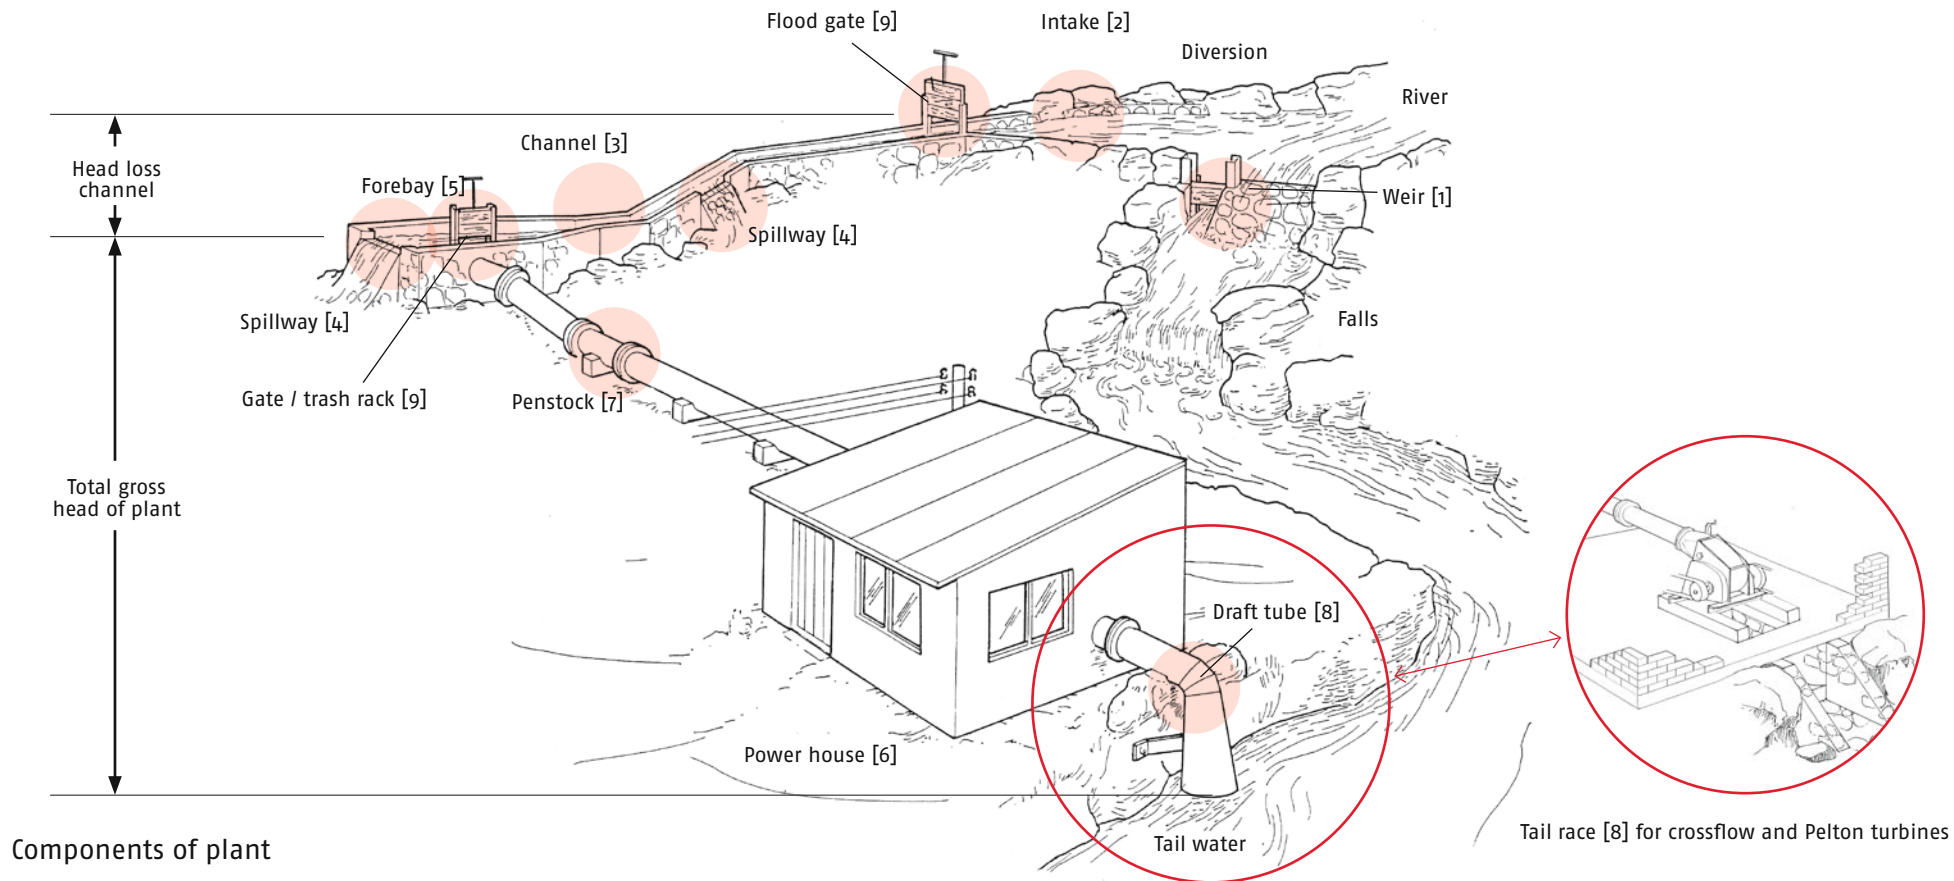 Flood gate [9]
Intake [2]
Diversion
River
Channel [3]
Head loss
channel
Forebay [5]
Weir [1]
Spillway [4]
Spillway [4]
Falls
Gate / trash rack [9]
Penstock [7]
Total gross
head of plant
Draft tube [8]
Power house [6]
Tail water
Tail race [8] for crossflow and Pelton turbines
Components of plant